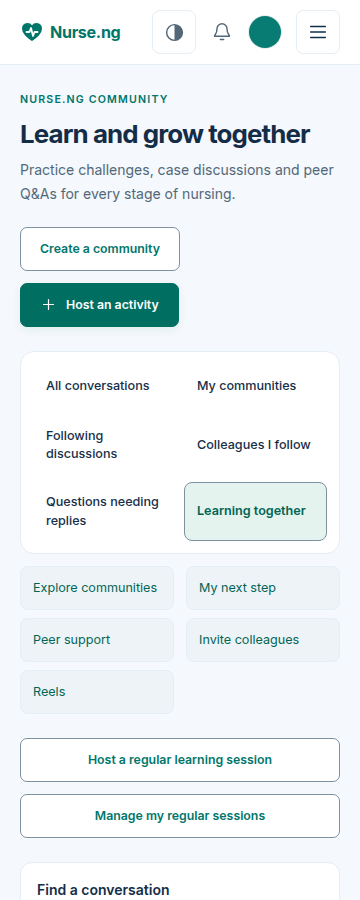 Nurse.ng
NURSE.NG COMMUNITY
Learn and grow together
Practice challenges, case discussions and peer
Q&As for every stage of nursing.
Create a community
Host an activity
All conversations
My communities
Following
discussions
Colleagues I follow
Questions needing
replies
Learning together
Explore communities
My next step
Peer support
Invite colleagues
Reels
Host a regular learning session
Manage my regular sessions
Find a conversation